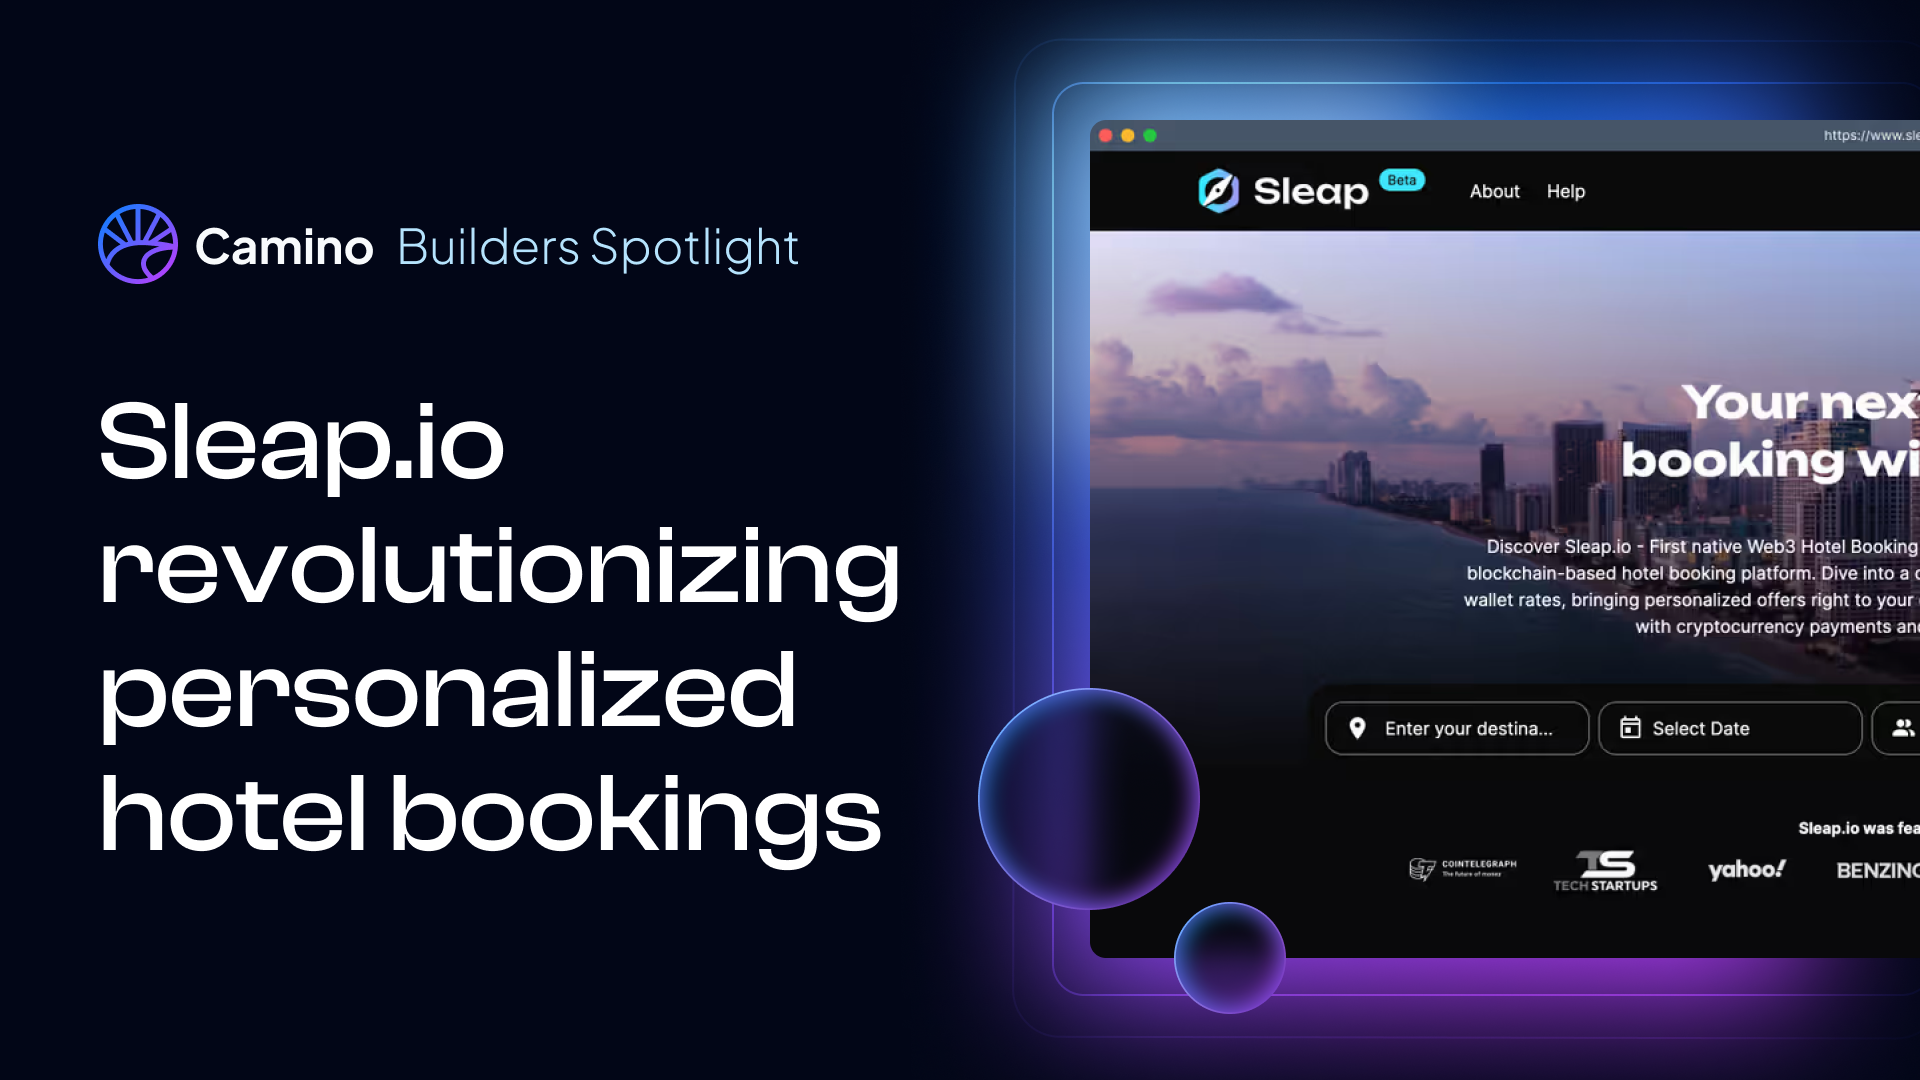 Camino Builders Spotlight
Sleap.io
revolutionizing
personalized
hotel bookings
https://www.sle
Sleap Beta About Help
Your nex
booking wi
Discover Sleap.io - First native Web3 Hotel Booking
blockchain-based hotel booking platform. Dive into a
wallet rates, bringing personalized offers right to your
with cryptocurrency payments and
Enter your destina... Select Date
Sleap.io was fea
COINTELEGRAPH
The future of money
TS
TECH STARTUPS
yahoo!
BENZING